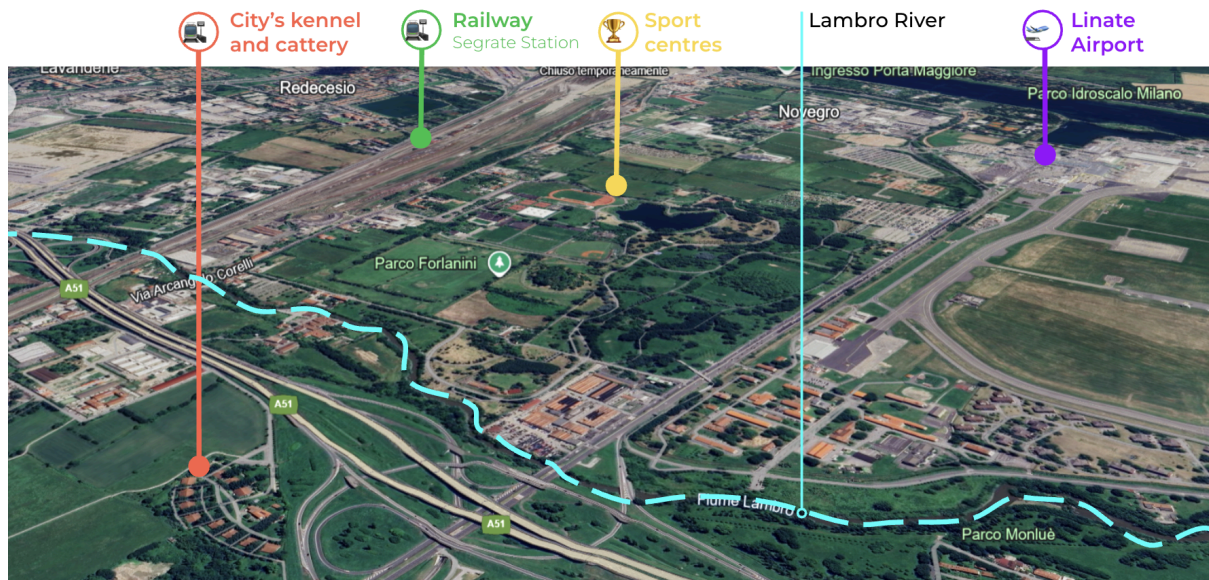 City's kennel
and cattery
Railway
Segrate Station
Sport
centres
Lambro River
Linate
Airport
Lavanderie
Redecesio
Chiuso temporaneamente
Ingresso Porta Maggiore
Parco Idroscalo Milano
Novegro
Parco Forlanini
Via Arcangelo Corelli
A51
A51
A51
Fiume Lambro
Parco Monluè